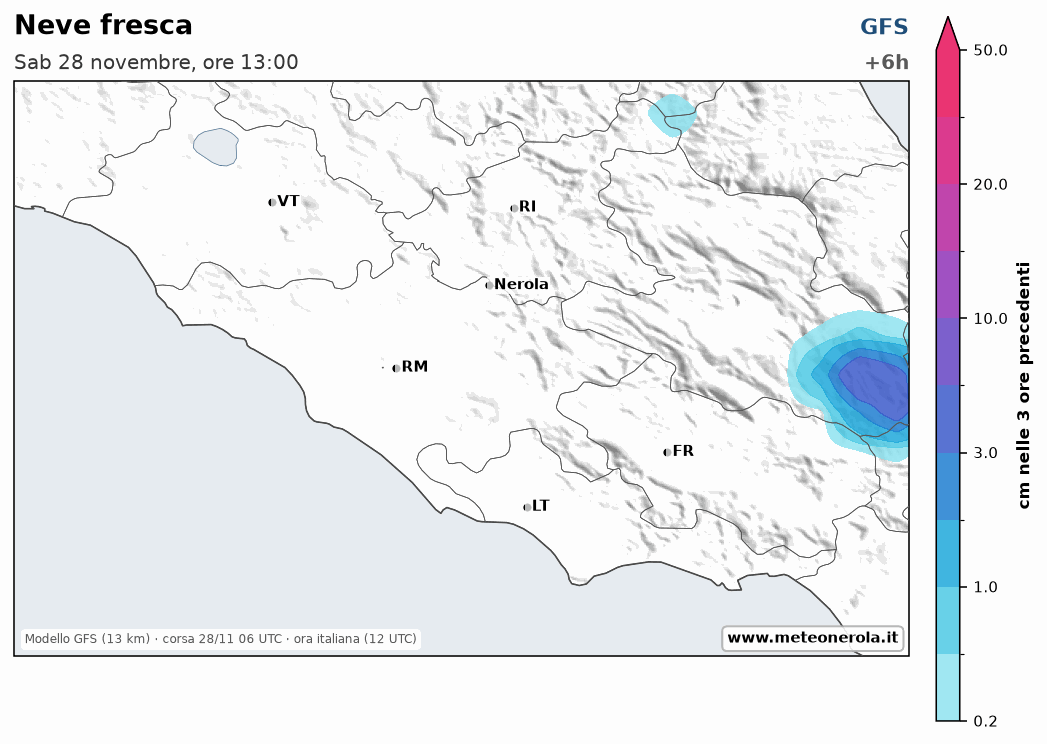 Neve fresca
GFS
Sab 28 novembre, ore 13:00
+6h
50.0
20.0
10.0
3.0
1.0
0.2
cm nelle 3 ore precedenti
VT
RI
Nerola
RM
FR
LT
Modello GFS (13 km) · corsa 28/11 06 UTC · ora italiana (12 UTC)
www.meteonerola.it